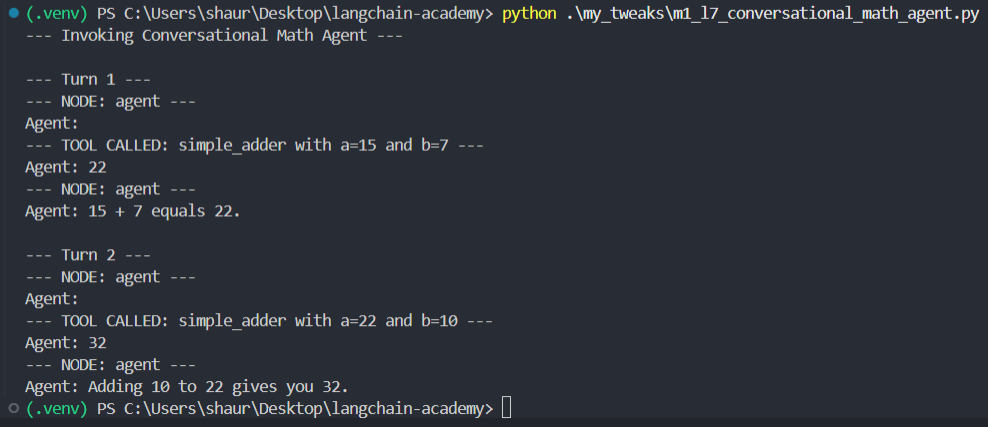 (.venv) PS C:\Users\shaur\Desktop\langchain-academy> python .\my_tweaks\m1_l7_conversational_math_agent.py
--- Invoking Conversational Math Agent ---
--- Turn 1 ---
--- NODE: agent ---
Agent:
--- TOOL CALLED: simple_adder with a=15 and b=7 ---
Agent: 22
--- NODE: agent ---
Agent: 15 + 7 equals 22.
--- Turn 2 ---
--- NODE: agent ---
Agent:
--- TOOL CALLED: simple_adder with a=22 and b=10 ---
Agent: 32
--- NODE: agent ---
Agent: Adding 10 to 22 gives you 32.
(.venv) PS C:\Users\shaur\Desktop\langchain-academy>